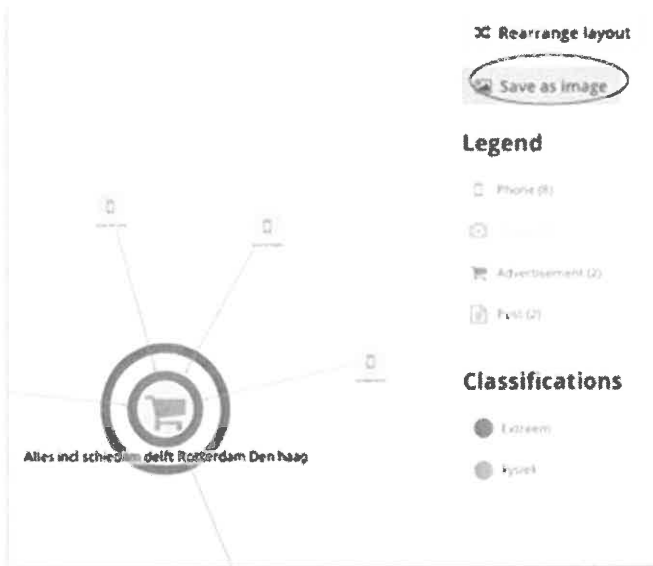 Rearrange layout
Save as image
Legend
Phone (8)
Advertisement (2)
Post (2)
Classifications
Extreem
Fysiek
Alles incl schiedam delft Rotterdam Den haag